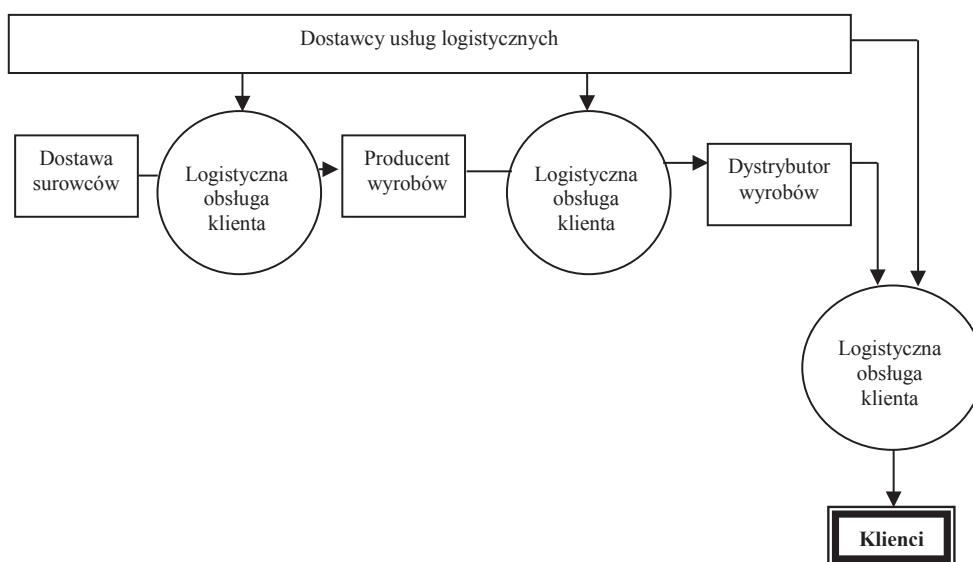 Dostawcy usług logistycznych
Dostawa
surowców
Logistyczna
obsługa
klienta
Producent
wyrobów
Logistyczna
obsługa
klienta
Dystrybutor
wyrobów
Logistyczna
obsługa
klienta
Klienci